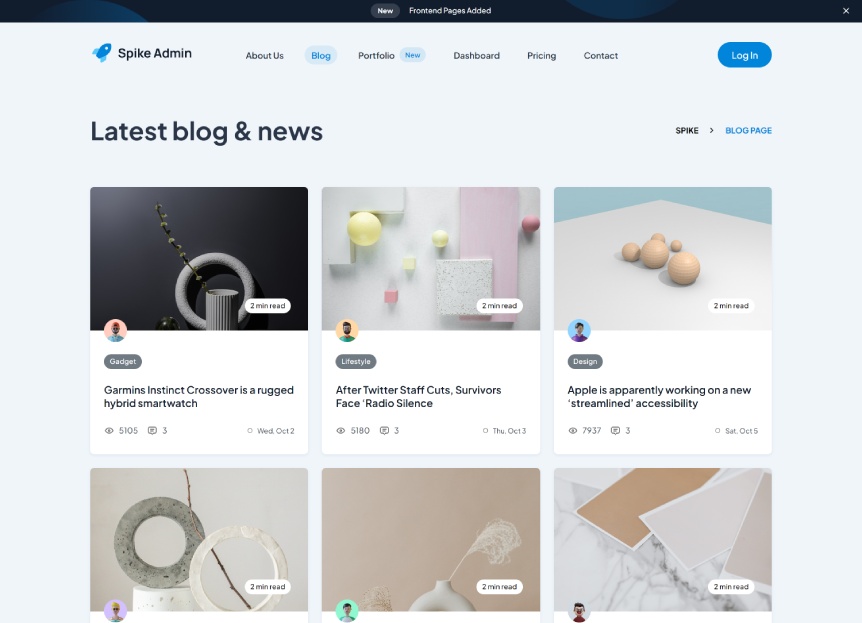 New Frontend Pages Added
Spike Admin About Us Blog Portfolio New Dashboard Pricing Contact Log In
Latest blog & news
SPIKE > BLOG PAGE
2 min read
2 min read
2 min read
Gadget
Garmins Instinct Crossover is a rugged
hybrid smartwatch
5105 3 Wed, Oct 2
Lifestyle
After Twitter Staff Cuts, Survivors
Face ‘Radio Silence
5180 3 Thu, Oct 3
Design
Apple is apparently working on a new
‘streamlined’ accessibility
7937 3 Sat, Oct 5
2 min read
2 min read
2 min read